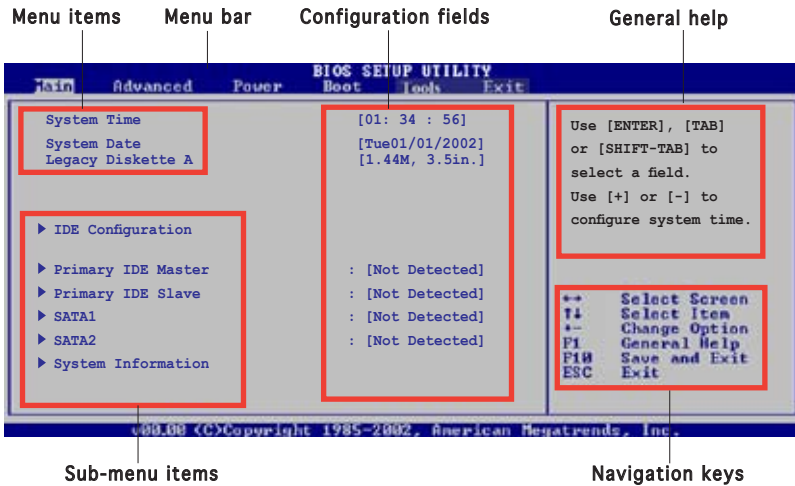 Menu items Menu bar Configuration fields General help
BIOS SETUP UTILITY
Main Advanced Power Boot Tools Exit
System Time [01: 34 : 56]
System Date [Tue01/01/2002]
Legacy Diskette A [1.44M, 3.5in.]
IDE Configuration
Primary IDE Master : [Not Detected]
Primary IDE Slave : [Not Detected]
SATA1 : [Not Detected]
SATA2 : [Not Detected]
System Information
Use [ENTER], [TAB]
or [SHIFT-TAB] to
select a field.
Use [+] or [-] to
configure system time.
←→ Select Screen
↑↓ Select Item
+- Change Option
F1 General Help
F10 Save and Exit
ESC Exit
v00.00 (C)Copyright 1985-2002, American Megatrends, Inc.
Sub-menu items Navigation keys